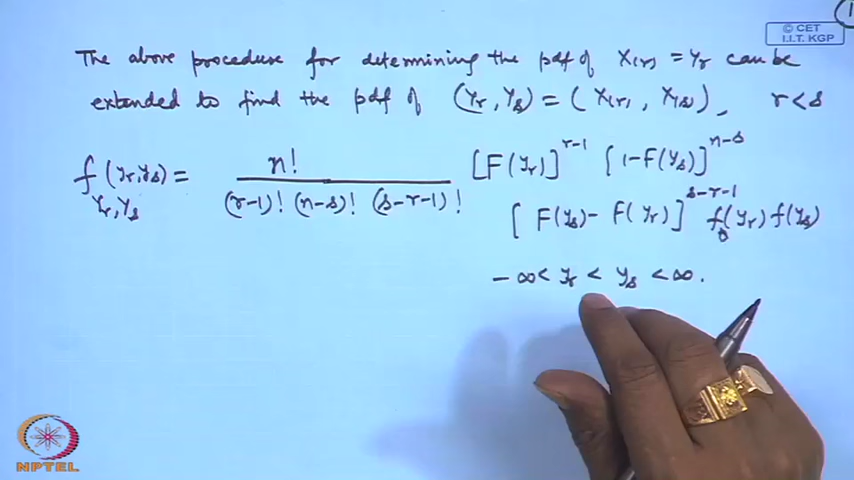 1
© CET
I.I.T. KGP
The above procedure for determining the pdf of X(r) = Yr can be
extended to find the pdf of (Yr, Ys) = (X(r), X(s)), r < s
f (yr, ys) = n! [F(yr)]^{r-1} [1-F(ys)]^{n-s}
Yr, Ys (r-1)! (n-s)! (s-r-1)!
[F(ys) - F(yr)]^{s-r-1} f(yr) f(ys)
-∞ < yr < ys < ∞.
NPTEL